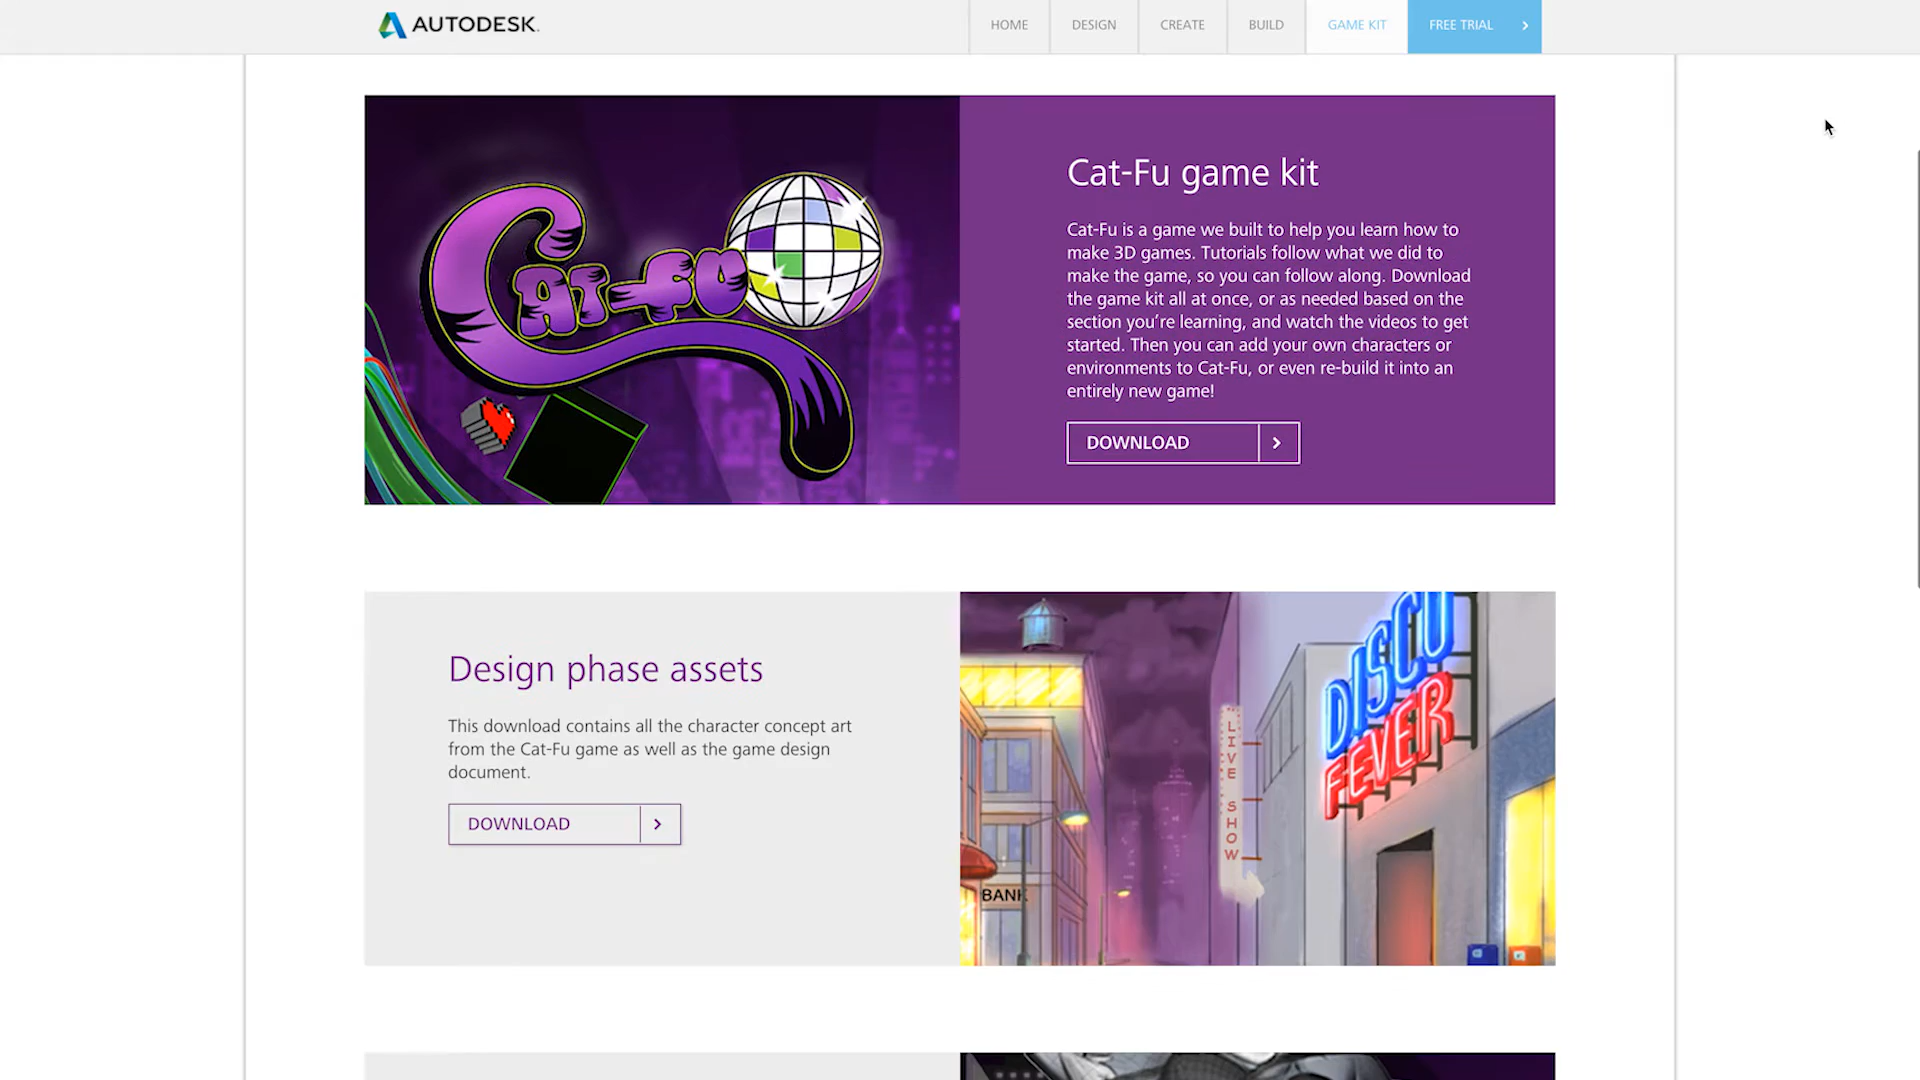 AUTODESK.
HOME
DESIGN
CREATE
BUILD
GAME KIT
FREE TRIAL
CAT-FU
Cat-Fu game kit
Cat-Fu is a game we built to help you learn how to
make 3D games. Tutorials follow what we did to
make the game, so you can follow along. Download
the game kit all at once, or as needed based on the
section you’re learning, and watch the videos to get
started. Then you can add your own characters or
environments to Cat-Fu, or even re-build it into an
entirely new game!
DOWNLOAD
Design phase assets
This download contains all the character concept art
from the Cat-Fu game as well as the game design
document.
DOWNLOAD
DISCO
FEVER
LIVE SHOW
BANK